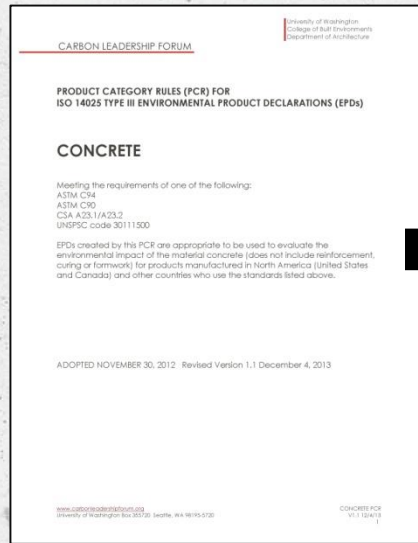 University of Washington
College of Built Environments
Department of Architecture
CARBON LEADERSHIP FORUM
PRODUCT CATEGORY RULES (PCR) FOR
ISO 14025 TYPE III ENVIRONMENTAL PRODUCT DECLARATIONS (EPDs)
CONCRETE
Meeting the requirements of one of the following:
ASTM C94
ASTM C90
CSA A23.1/A23.2
UNSPSC code 30111500
EPDs created by this PCR are appropriate to be used to evaluate the
environmental impact of the material concrete (does not include reinforcement,
curing or formwork) for products manufactured in North America (United States
and Canada) and other countries who use the standards listed above.
ADOPTED NOVEMBER 30, 2012 Revised Version 1.1 December 4, 2013
www.carbonleadershipforum.org
University of Washington Box 355720 Seattle, WA 98195-5720
CONCRETE PCR
V1.1 12/4/13
1